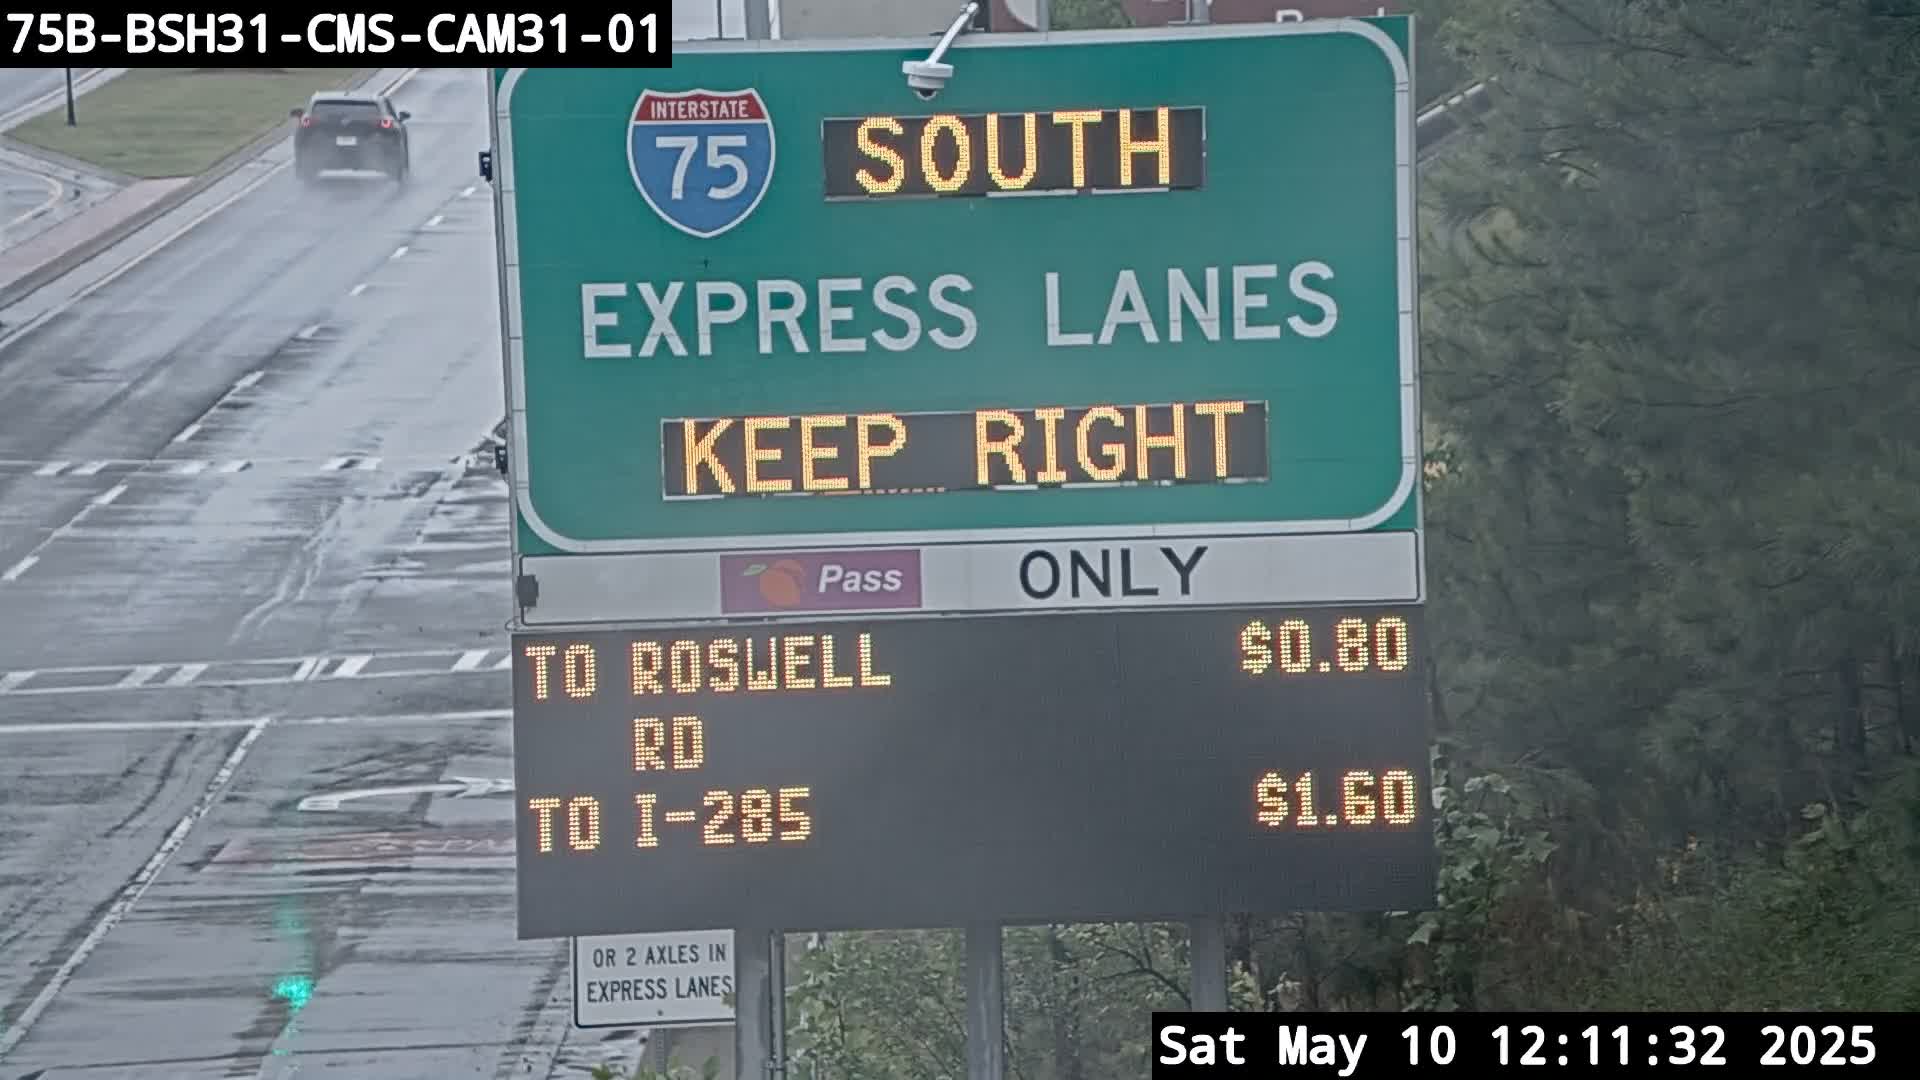 75B-BSH31-CMS-CAM31-01
INTERSTATE
75
SOUTH
EXPRESS LANES
KEEP RIGHT
Pass ONLY
TO ROSWELL $0.80
RD
TO I-285 $1.60
OR 2 AXLES IN
EXPRESS LANES
Sat May 10 12:11:32 2025